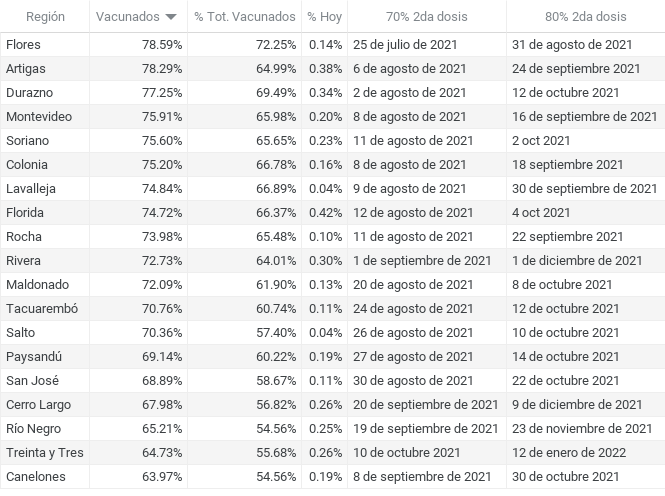 Región Vacunados % Tot. Vacunados % Hoy 70% 2da dosis 80% 2da dosis
Flores 78.59% 72.25% 0.14% 25 de julio de 2021 31 de agosto de 2021
Artigas 78.29% 64.99% 0.38% 6 de agosto de 2021 24 de septiembre de 2021
Durazno 77.25% 69.49% 0.34% 2 de agosto de 2021 12 de octubre de 2021
Montevideo 75.91% 65.98% 0.20% 8 de agosto de 2021 16 de septiembre de 2021
Soriano 75.60% 65.65% 0.23% 11 de agosto de 2021 2 oct 2021
Colonia 75.20% 66.78% 0.16% 8 de agosto de 2021 18 septiembre 2021
Lavalleja 74.84% 66.89% 0.04% 9 de agosto de 2021 30 de septiembre de 2021
Florida 74.72% 66.37% 0.42% 12 de agosto de 2021 4 oct 2021
Rocha 73.98% 65.48% 0.10% 11 de agosto de 2021 22 septiembre 2021
Rivera 72.73% 64.01% 0.30% 1 de septiembre de 2021 1 de diciembre de 2021
Maldonado 72.09% 61.90% 0.13% 20 de agosto de 2021 8 de octubre de 2021
Tacuarembó 70.76% 60.74% 0.11% 24 de agosto de 2021 12 de octubre de 2021
Salto 70.36% 57.40% 0.04% 26 de agosto de 2021 10 de octubre de 2021
Paysandú 69.14% 60.22% 0.19% 27 de agosto de 2021 14 de octubre de 2021
San José 68.89% 58.67% 0.11% 30 de agosto de 2021 22 de octubre de 2021
Cerro Largo 67.98% 56.82% 0.26% 20 de septiembre de 2021 9 de diciembre de 2021
Río Negro 65.21% 54.56% 0.25% 19 de septiembre de 2021 23 de noviembre de 2021
Treinta y Tres 64.73% 55.68% 0.26% 10 de octubre 2021 12 de enero de 2022
Canelones 63.97% 54.56% 0.19% 8 de septiembre de 2021 30 de octubre de 2021